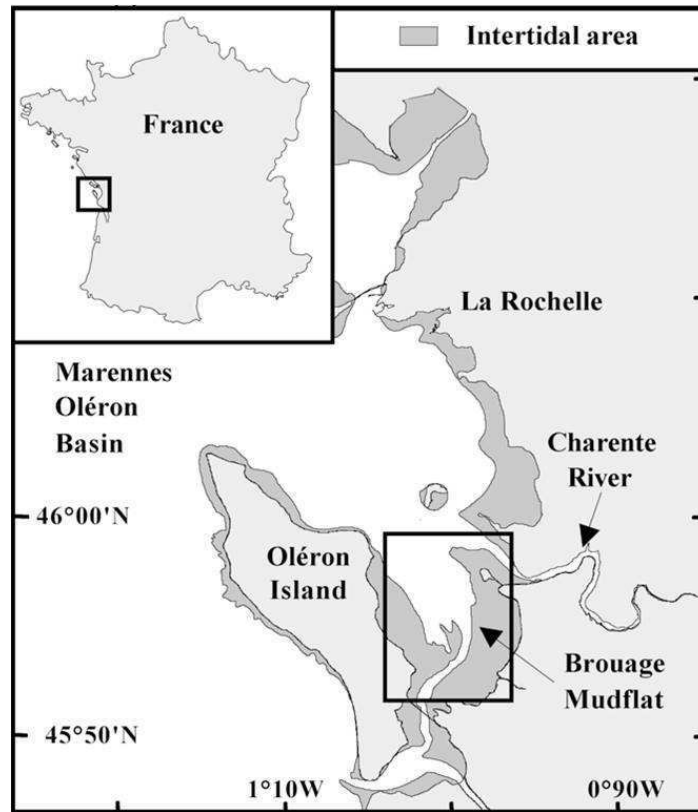 Intertidal area
France
La Rochelle
Marennes
Oléron
Basin
Charente
River
46°00'N
Oléron
Island
Brouage
Mudflat
45°50'N
1°10W
0°90W